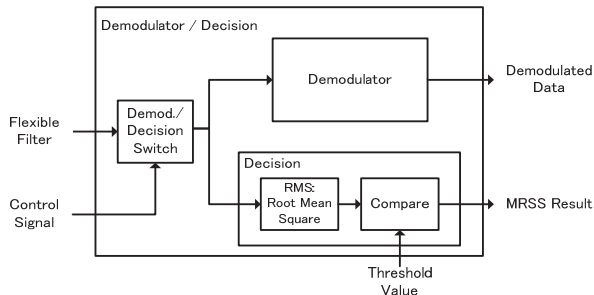 Demodulator / Decision
Demodulator
Demodulated
Data
Demod./
Decision
Switch
Flexible
Filter
Decision
RMS:
Root Mean
Square
Compare
MRSS Result
Control
Signal
Threshold
Value